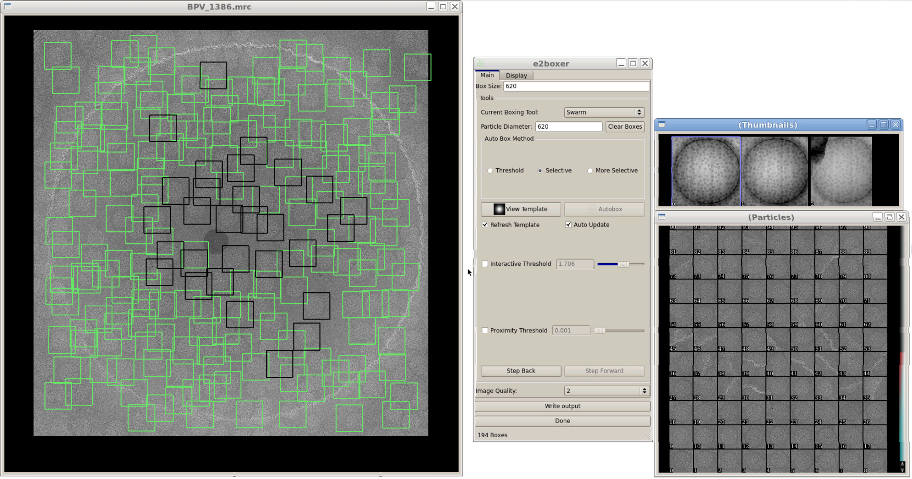 BPV_1386.mrc
e2boxer
Main Display
Box Size: 620
Tools
Current Boxing Tool: Swarm
Particle Diameter: 620 Clear Boxes
Auto Box Method
Threshold Selective More Selective
View Template Autobox
Refresh Template Auto Update
Interactive Threshold 1.706
Proximity Threshold 0.001
Step Back Step Forward
Image Quality: 2
Write output
Done
194 Boxes
(Thumbnails)
(Particles)